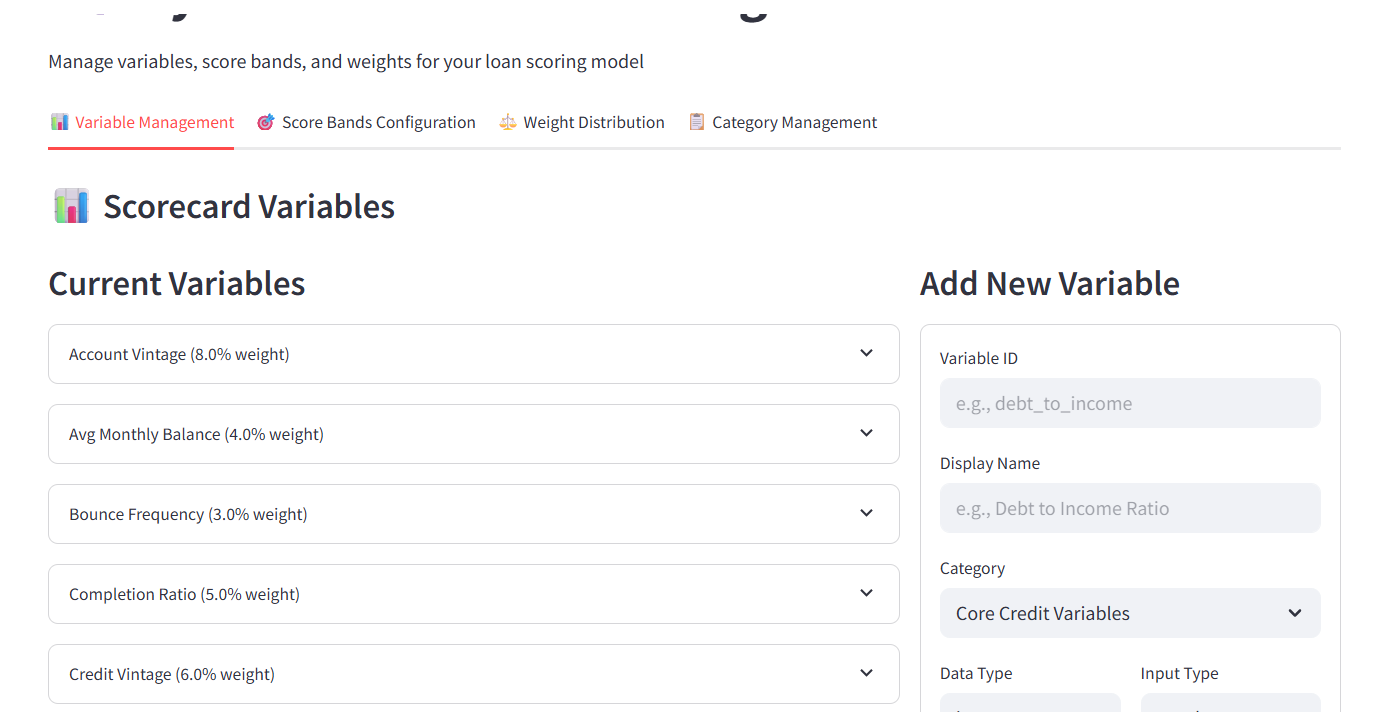 Manage variables, score bands, and weights for your loan scoring model
Variable Management
Score Bands Configuration
Weight Distribution
Category Management
Scorecard Variables
Current Variables
Account Vintage (8.0% weight)
Avg Monthly Balance (4.0% weight)
Bounce Frequency (3.0% weight)
Completion Ratio (5.0% weight)
Credit Vintage (6.0% weight)
Add New Variable
Variable ID
e.g., debt_to_income
Display Name
e.g., Debt to Income Ratio
Category
Core Credit Variables
Data Type
Input Type